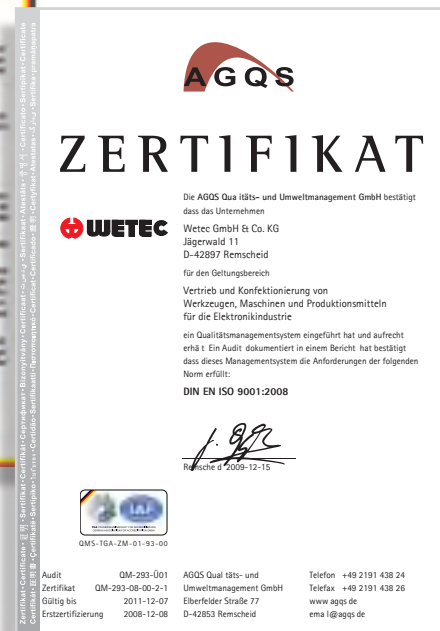 AGQS
ZERTIFIKAT
Die AGQS Qua itäts- und Umweltmanagement GmbH bestätigt
dass das Unternehmen
WETEC
Wetec GmbH & Co. KG
Jägerwald 11
D-42897 Remscheid
für den Geltungsbereich
Vertrieb und Konfektionierung von
Werkzeugen, Maschinen und Produktionsmitteln
für die Elektronikindustrie
ein Qualitätsmanagementsystem eingeführt hat und aufrecht
erhä t Ein Audit dokumentiert in einem Bericht hat bestätigt
dass dieses Managementsystem die Anforderungen der folgenden
Norm erfüllt:
DIN EN ISO 9001:2008
Remsche d 2009-12-15
IAF
QMS-TGA-ZM-01-93-00
Audit QM-293-Ü01
Zertifikat QM-293-08-00-2-1
Gültig bis 2011-12-07
Erstzertifizierung 2008-12-08
AGQS Qual täts- und
Umweltmanagement GmbH
Elberfelder Straße 77
D-42853 Remscheid
Telefon +49 2191 438 24
Telefax +49 2191 438 26
www agqs de
ema l@agqs de